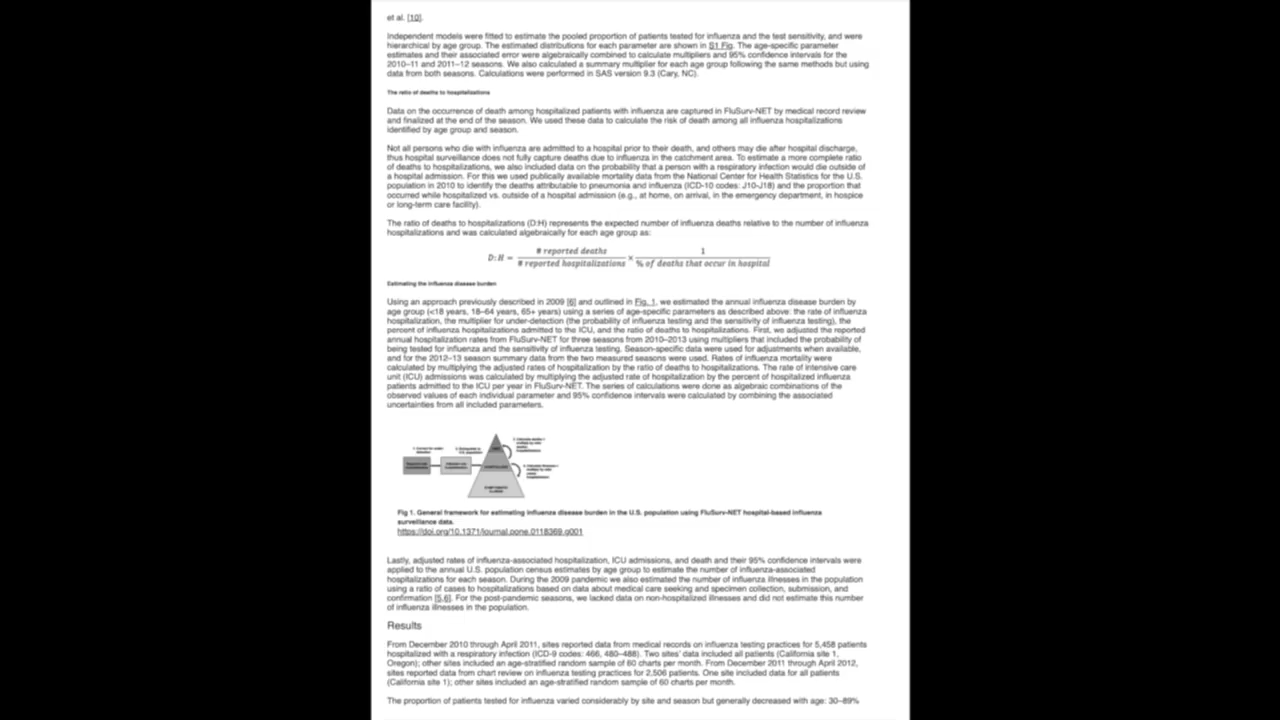 et al. [10].
Independent models were fitted to estimate the pooled proportion of patients tested for influenza and the test sensitivity, and were
hierarchical by age group. The estimated distributions for each parameter are shown in S1 Fig. The age-specific parameter
estimates and their associated error were algebraically combined to calculate multipliers and 95% confidence intervals for the
2010–11 and 2011–12 seasons. We also calculated a summary multiplier for each age group following the same methods but using
data from both seasons. Calculations were performed in SAS version 9.3 (Cary, NC).
The ratio of deaths to hospitalizations
Data on the occurrence of death among hospitalized patients with influenza are captured in FluSurv-NET by medical record review
and finalized at the end of the season. We used these data to calculate the risk of death among all influenza hospitalizations
identified by age group and season.
Not all persons who die with influenza are admitted to a hospital prior to their death, and others may die after hospital discharge,
thus hospital surveillance does not fully capture deaths due to influenza in the catchment area. To estimate a more complete ratio
of deaths to hospitalizations, we also included data on the probability that a person with a respiratory infection would die outside of
a hospital admission. For this we used publically available mortality data from the National Center for Health Statistics for the U.S.
population in 2010 to identify the deaths attributable to pneumonia and influenza (ICD-10 codes: J10-J18) and the proportion that
occurred while hospitalized vs. outside of a hospital admission (e.g., at home, on arrival, in the emergency department, in hospice
or long-term care facility).
The ratio of deaths to hospitalizations (D:H) represents the expected number of influenza deaths relative to the number of influenza
hospitalizations and was calculated algebraically for each age group as:
D: H = # reported deaths / # reported hospitalizations × 1 / % of deaths that occur in hospital
Estimating the influenza disease burden
Using an approach previously described in 2009 [6] and outlined in Fig. 1, we estimated the annual influenza disease burden by
age group (<18 years, 18–64 years, 65+ years) using a series of age-specific parameters as described above: the rate of influenza
hospitalization, the multiplier for under-detection (the probability of influenza testing and the sensitivity of influenza testing), the
percent of influenza hospitalizations admitted to the ICU, and the ratio of deaths to hospitalizations. First, we adjusted the reported
annual hospitalization rates from FluSurv-NET for three seasons from 2010–2013 using multipliers that included the probability of
being tested for influenza and the sensitivity of influenza testing. Season-specific data were used for adjustments when available,
and for the 2012–13 season summary data from the two measured seasons were used. Rates of influenza mortality were
calculated by multiplying the adjusted rates of hospitalization by the ratio of deaths to hospitalizations. The rate of intensive care
unit (ICU) admissions was calculated by multiplying the adjusted rate of hospitalization by the percent of hospitalized influenza
patients admitted to the ICU per year in FluSurv-NET. The series of calculations were done as algebraic combinations of the
observed values of each individual parameter and 95% confidence intervals were calculated by combining the associated
uncertainties from all included parameters.
Fig 1. General framework for estimating influenza disease burden in the U.S. population using FluSurv-NET hospital-based influenza
surveillance data.
https://doi.org/10.1371/journal.pone.0118369.g001
Lastly, adjusted rates of influenza-associated hospitalization, ICU admissions, and death and their 95% confidence intervals were
applied to the annual U.S. population census estimates by age group to estimate the number of influenza-associated
hospitalizations for each season. During the 2009 pandemic we also estimated the number of influenza illnesses in the population
using a ratio of cases to hospitalizations based on data about medical care seeking and specimen collection, submission, and
confirmation [5,6]. For the post-pandemic seasons, we lacked data on non-hospitalized illnesses and did not estimate this number
of influenza illnesses in the population.
Results
From December 2010 through April 2011, sites reported data from medical records on influenza testing practices for 5,458 patients
hospitalized with a respiratory infection (ICD-9 codes: 466, 480–488). Two sites' data included all patients (California site 1,
Oregon); other sites included an age-stratified random sample of 60 charts per month. From December 2011 through April 2012,
sites reported data from chart review on influenza testing practices for 2,506 patients. One site included data for all patients
(California site 1); other sites included an age-stratified random sample of 60 charts per month.
The proportion of patients tested for influenza varied considerably by site and season but generally decreased with age: 30–89%